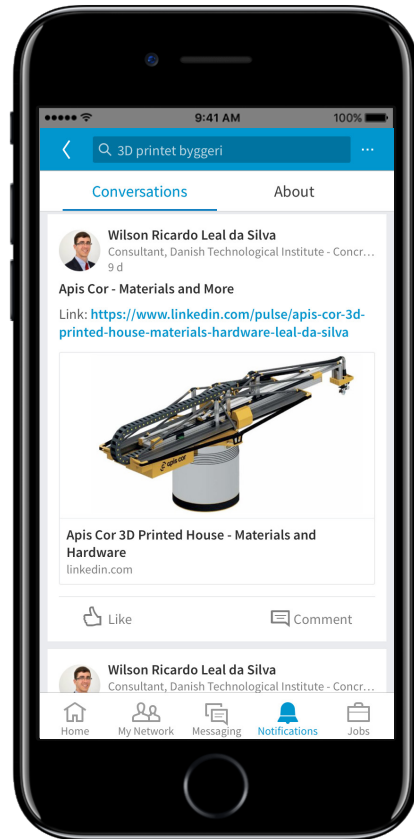 9:41 AM
100%
3D printet byggeri
...
Conversations
About
Wilson Ricardo Leal da Silva
Consultant, Danish Technological Institute - Concr...
9 d
Apis Cor - Materials and More
Link: https://www.linkedin.com/pulse/apis-cor-3d-
printed-house-materials-hardware-leal-da-silva
apis cor
Apis Cor 3D Printed House - Materials and
Hardware
linkedin.com
Like
Comment
Wilson Ricardo Leal da Silva
Consultant, Danish Technological Institute - Concr...
Home
My Network
Messaging
Notifications
Jobs